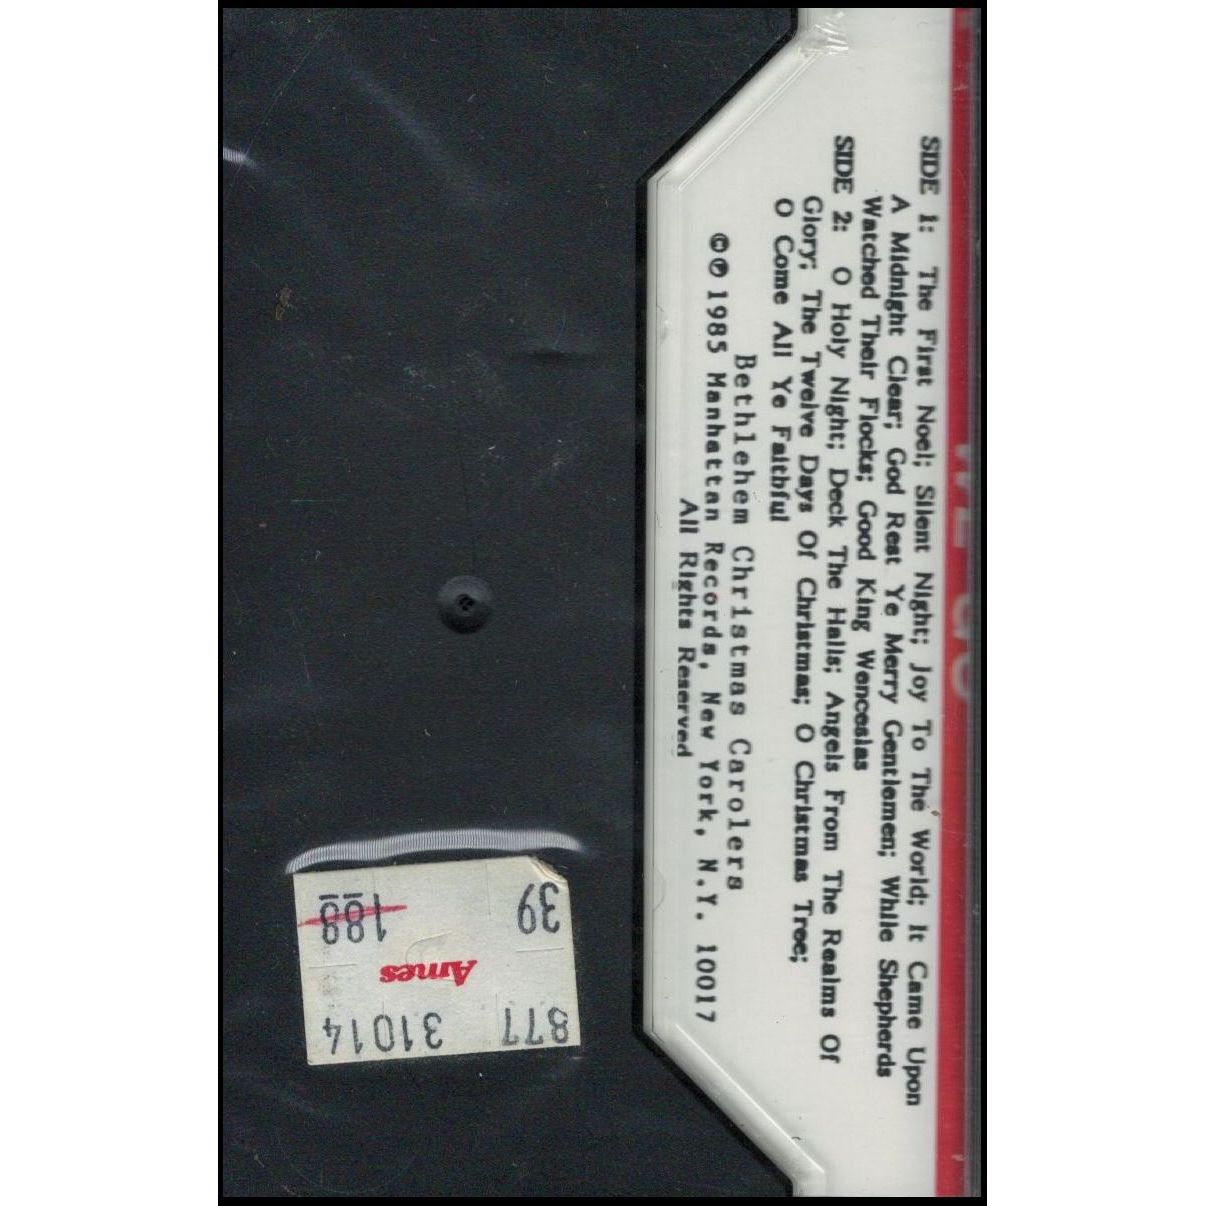 SIDE 1: The First Noel; Silent Night; Joy To The World; It Came Upon
A Midnight Clear; God Rest Ye Merry Gentlemen; While Shepherds
Watched Their Flocks; Good King Wenceslas
SIDE 2: O Holy Night; Deck The Halls; Angels From The Realms Of
Glory; The Twelve Days Of Christmas; O Christmas Tree;
O Come All Ye Faithful
Bethlehem Christmas Carolers
©℗ 1985 Manhattan Records, New York, N.Y. 10017
All Rights Reserved
877 31014
Ames
39 188